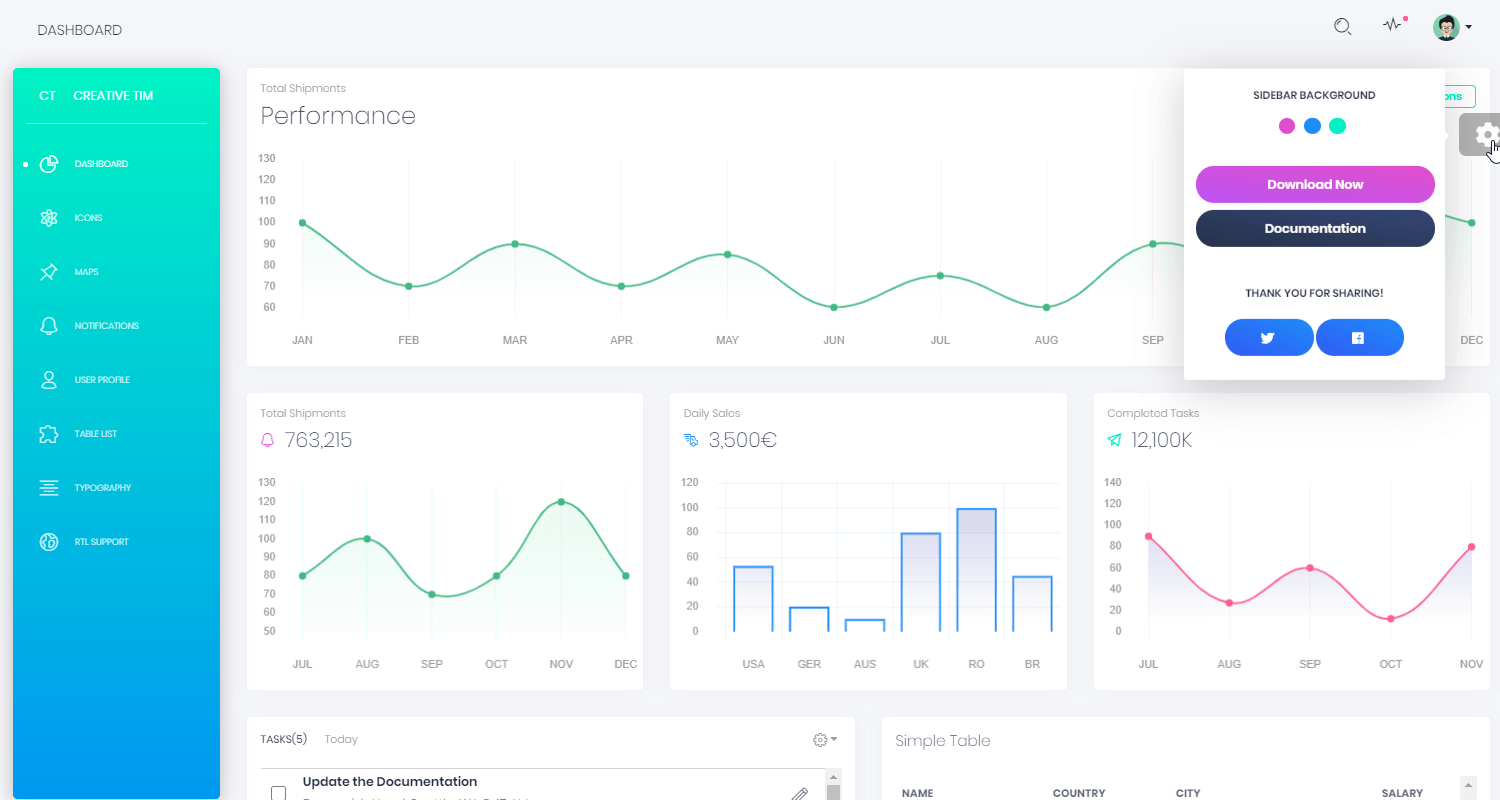 DASHBOARD
CT CREATIVE TIM
DASHBOARD
ICONS
MAPS
NOTIFICATIONS
USER PROFILE
TABLE LIST
TYPOGRAPHY
RTL SUPPORT
Total Shipments
Performance
130
120
110
100
90
80
70
60
JAN FEB MAR APR MAY JUN JUL AUG SEP DEC
SIDEBAR BACKGROUND
Download Now
Documentation
THANK YOU FOR SHARING!
Total Shipments
763,215
130
120
110
100
90
80
70
60
50
JUL AUG SEP OCT NOV DEC
Daily Sales
3,500€
120
100
80
60
40
20
0
USA GER AUS UK RO BR
Completed Tasks
12,100K
140
120
100
80
60
40
20
0
JUL AUG SEP OCT NOV
TASKS(5) Today
Update the Documentation
Simple Table
NAME COUNTRY CITY SALARY